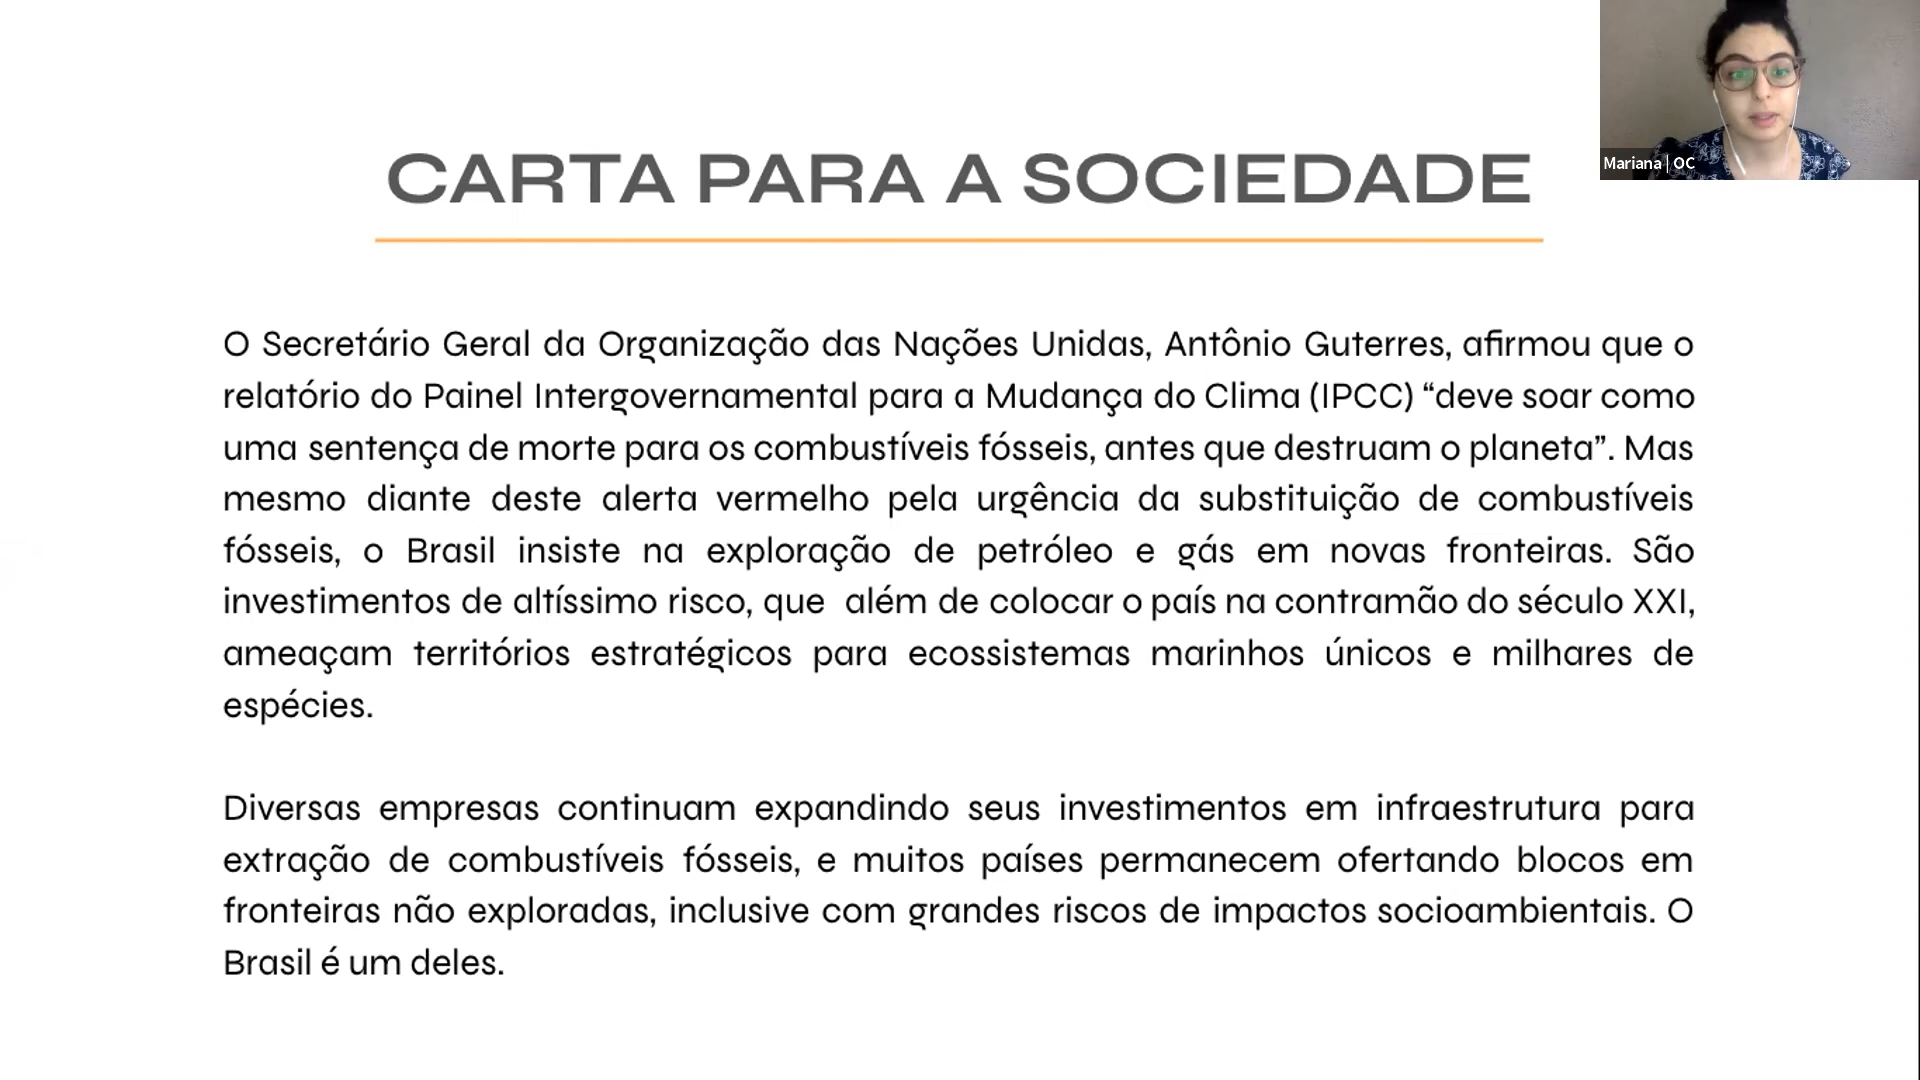 CARTA PARA A SOCIEDADE
Mariana | OC
O Secretário Geral da Organização das Nações Unidas, Antônio Guterres, afirmou que o
relatório do Painel Intergovernamental para a Mudança do Clima (IPCC) “deve soar como
uma sentença de morte para os combustíveis fósseis, antes que destruam o planeta”. Mas
mesmo diante deste alerta vermelho pela urgência da substituição de combustíveis
fósseis, o Brasil insiste na exploração de petróleo e gás em novas fronteiras. São
investimentos de altíssimo risco, que  além de colocar o país na contramão do século XXI,
ameaçam territórios estratégicos para ecossistemas marinhos únicos e milhares de
espécies.
Diversas empresas continuam expandindo seus investimentos em infraestrutura para
extração de combustíveis fósseis, e muitos países permanecem ofertando blocos em
fronteiras não exploradas, inclusive com grandes riscos de impactos socioambientais. O
Brasil é um deles.